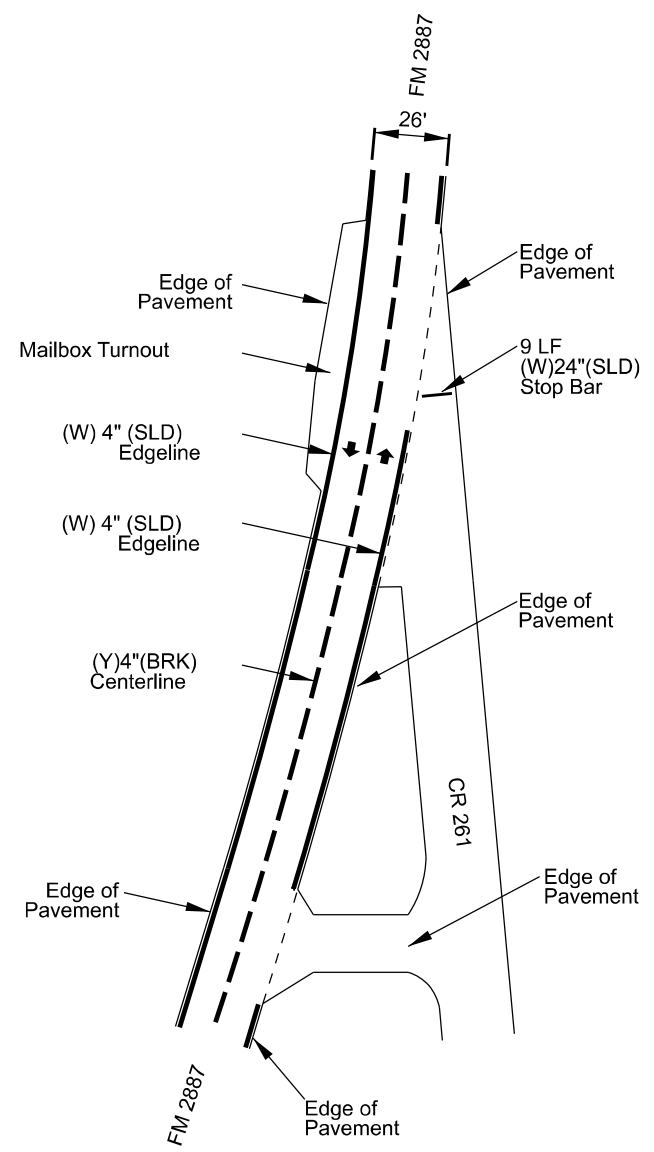 FM 2887
26'
Edge of
Pavement
Edge of
Pavement
Mailbox Turnout
9 LF
(W)24"(SLD)
Stop Bar
(W) 4" (SLD)
Edgeline
(W) 4" (SLD)
Edgeline
Edge of
Pavement
(Y)4"(BRK)
Centerline
CR 261
Edge of
Pavement
Edge of
Pavement
FM 2887
Edge of
Pavement